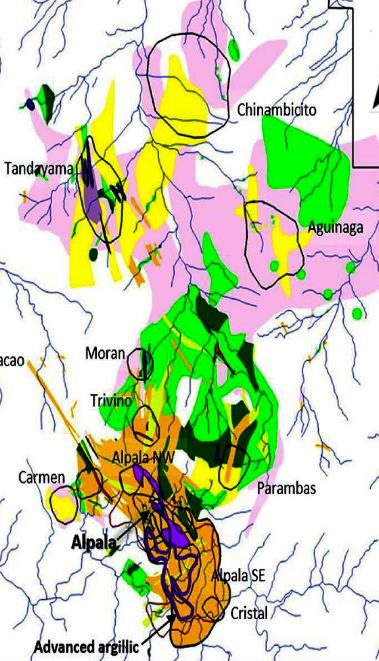 Chinambicito
Tandayama
Aguinaga
Moran
acao
Trivino
Alpala NW
Carmen
Parambas
Alpala
Alpala SE
Cristal
Advanced argillic